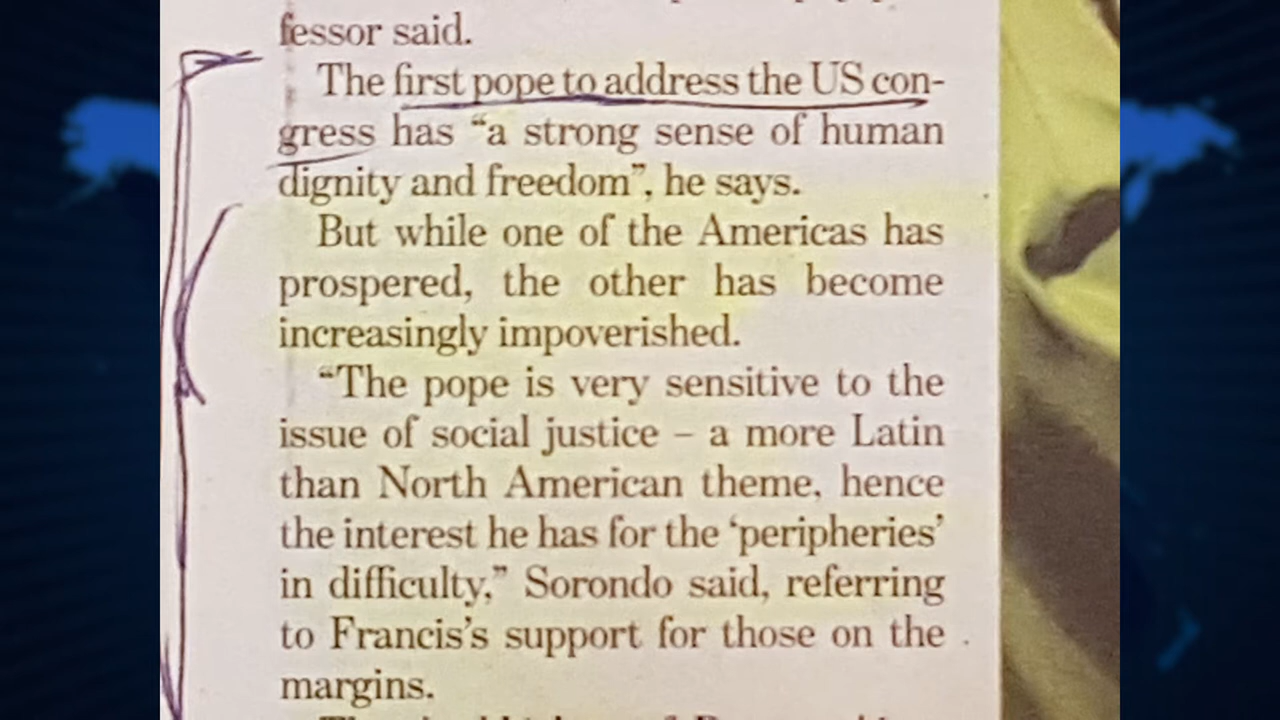 fessor said.
The first pope to address the US con-
gress has “a strong sense of human
dignity and freedom”, he says.
But while one of the Americas has
prospered, the other has become
increasingly impoverished.
“The pope is very sensitive to the
issue of social justice – a more Latin
than North American theme, hence
the interest he has for the ‘peripheries’
in difficulty,” Sorondo said, referring
to Francis’s support for those on the
margins.